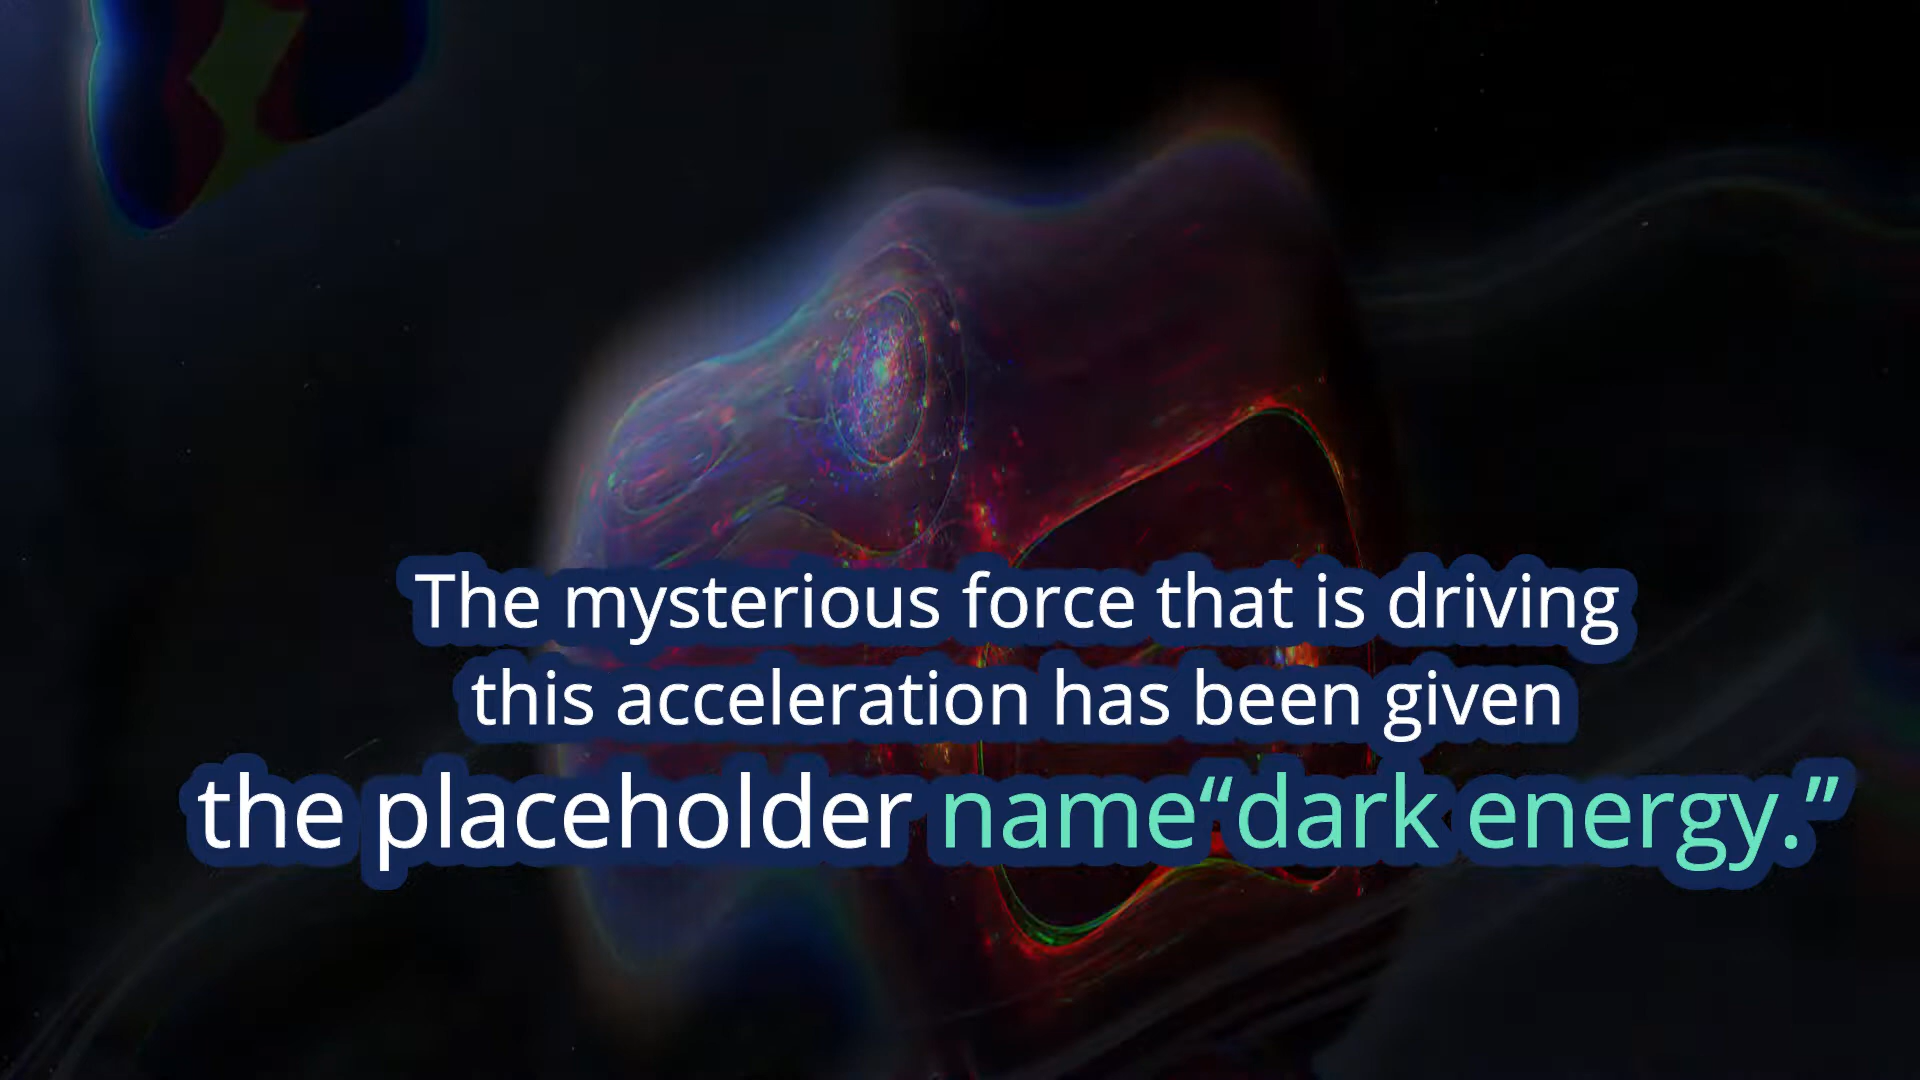 The mysterious force that is driving
this acceleration has been given
the placeholder name“dark energy.”